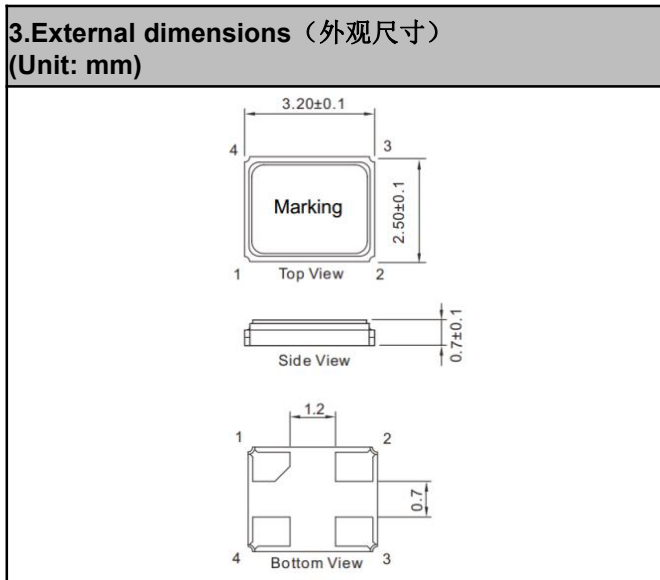 3.External dimensions（外观尺寸）
(Unit: mm)
3.20±0.1
4 3
Marking
2.50±0.1
1 Top View 2
0.7±0.1
Side View
1.2
1 2
0.7
4 Bottom View 3